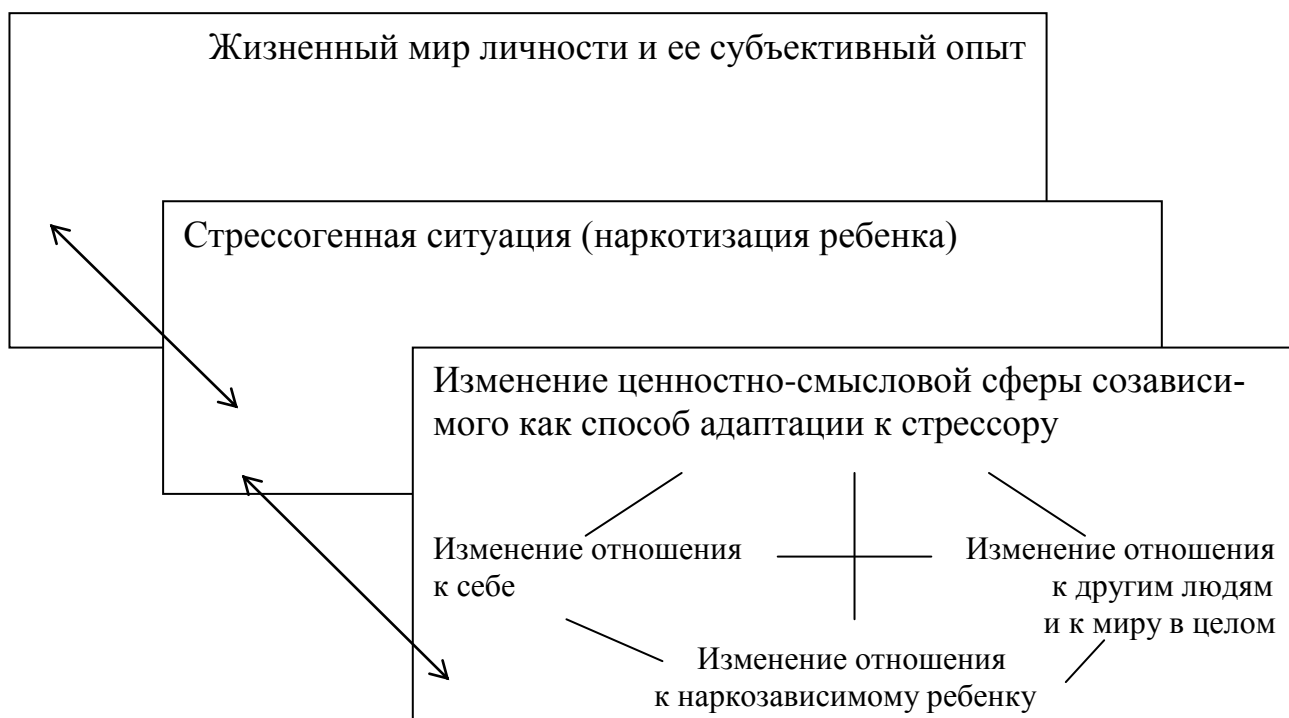 Жизненный мир личности и ее субъективный опыт
Стрессогенная ситуация (наркотизация ребенка)
Изменение ценностно-смысловой сферы созависи-
мого как способ адаптации к стрессору
Изменение отношения
к себе
Изменение отношения
к другим людям
и к миру в целом
Изменение отношения
к наркозависимому ребенку